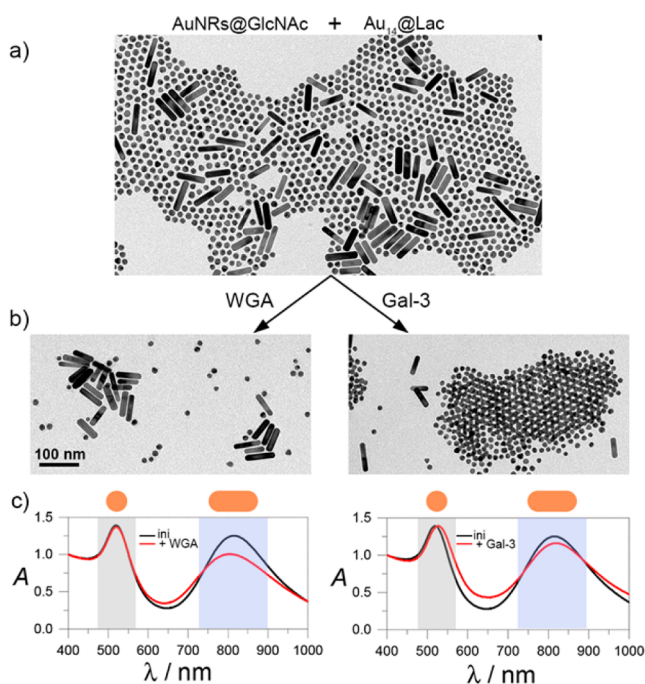 AuNRs@GlcNAc + Au14@Lac
a)
WGA Gal-3
b)
100 nm
c)
1.5
1.0
A
0.5
0.0
ini
+ WGA
400 500 600 700 800 900 1000
λ / nm
1.5
1.0
A
0.5
0.0
ini
+ Gal-3
400 500 600 700 800 900 1000
λ / nm